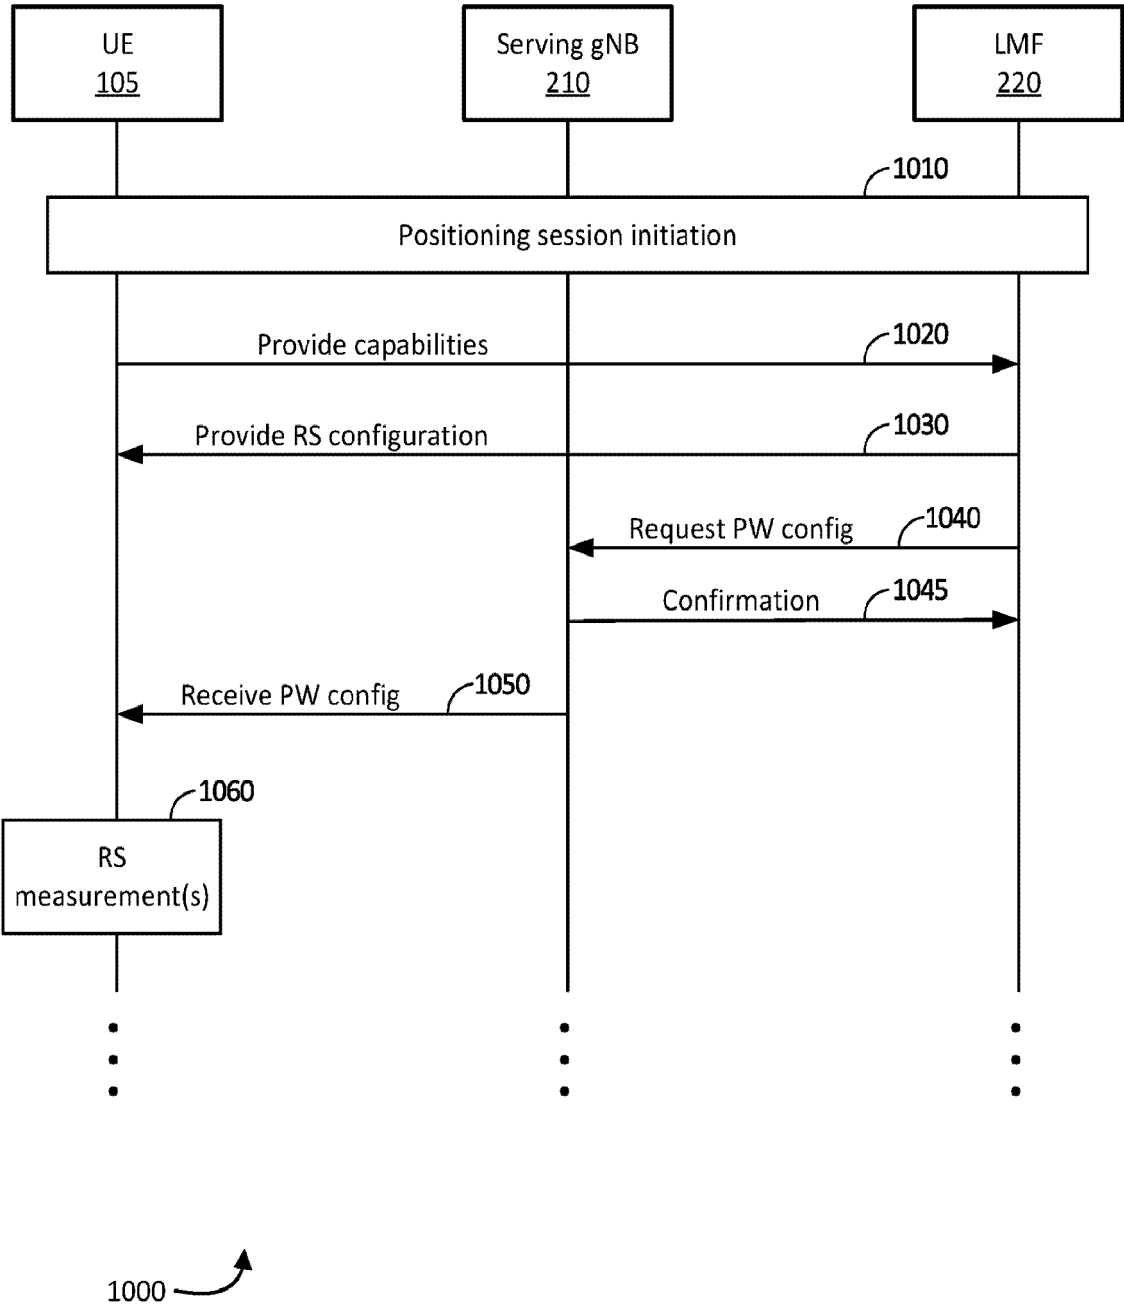 UE
105
Serving gNB
210
LMF
220
1010
Positioning session initiation
Provide capabilities
1020
Provide RS configuration
1030
Request PW config
1040
Confirmation
1045
Receive PW config
1050
1060
RS
measurement(s)
1000